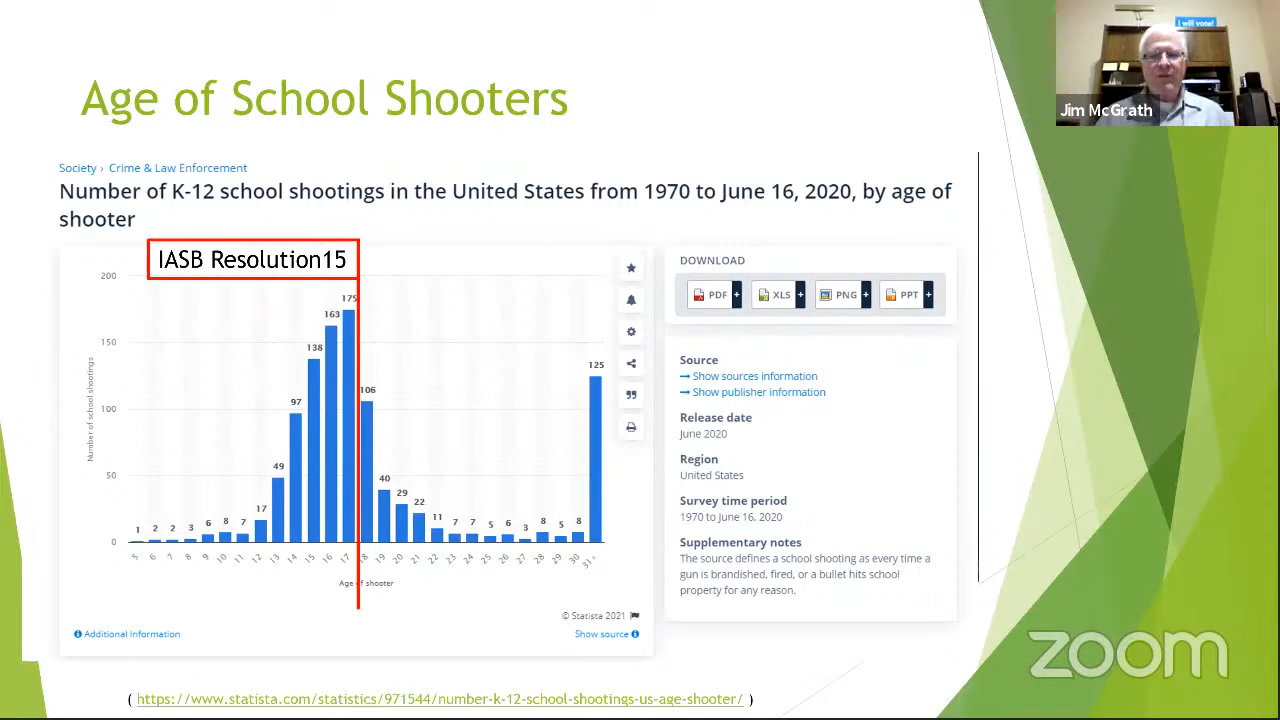 I will vote!
Jim McGrath
Age of School Shooters
Society › Crime & Law Enforcement
Number of K-12 school shootings in the United States from 1970 to June 16, 2020, by age of
shooter
IASB Resolution15
Number of school shootings
200
150
100
50
0
1 2 2 3 6 8 7 17 49 97 138 163 175 106 40 29 22 11 7 7 5 6 3 8 5 8 125
5 6 7 8 9 10 11 12 13 14 15 16 17 18 19 20 21 22 23 24 25 26 27 28 29 30 31+
Age of shooter
© Statista 2021
Additional Information
Show source
DOWNLOAD
PDF + XLS + PNG + PPT +
Source
→ Show sources information
→ Show publisher information
Release date
June 2020
Region
United States
Survey time period
1970 to June 16, 2020
Supplementary notes
The source defines a school shooting as every time a
gun is brandished, fired, or a bullet hits school
property for any reason.
( https://www.statista.com/statistics/971544/number-k-12-school-shootings-us-age-shooter/ )
zoom